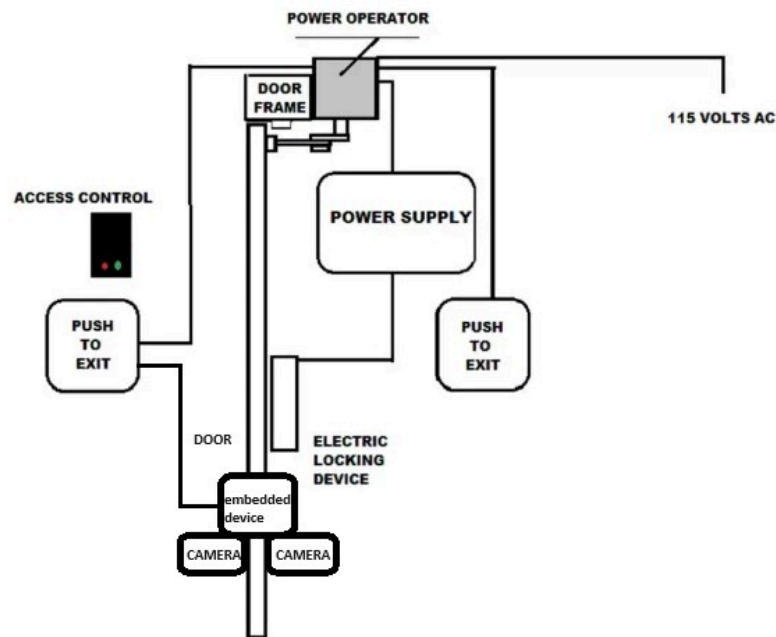 POWER OPERATOR
DOOR
FRAME
115 VOLTS AC
ACCESS CONTROL
POWER SUPPLY
PUSH
TO
EXIT
PUSH
TO
EXIT
DOOR
ELECTRIC
LOCKING
DEVICE
embedded
device
CAMERA
CAMERA